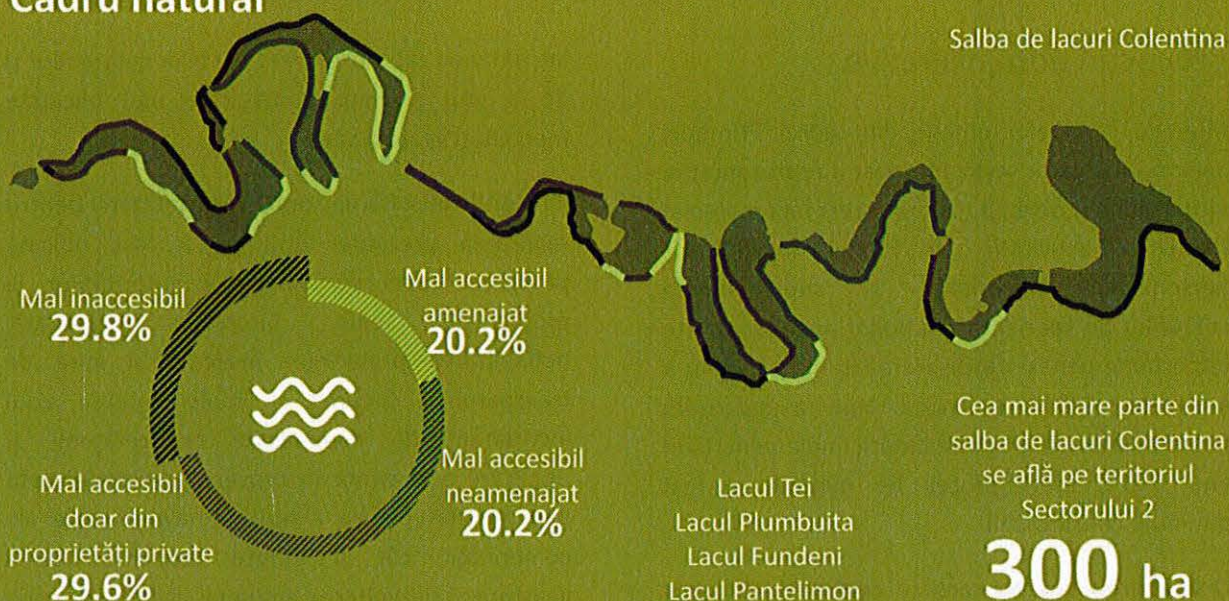 Cadru natural
Salba de lacuri Colentina
Mal inaccesibil
29.8%
Mal accesibil
amenajat
20.2%
Mal accesibil
doar din
proprietăți private
29.6%
Mal accesibil
neamenajat
20.2%
Lacul Tei
Lacul Plumbuita
Lacul Fundeni
Lacul Pantelimon
Cea mai mare parte din
salba de lacuri Colentina
se află pe teritoriul
Sectorului 2
300 ha